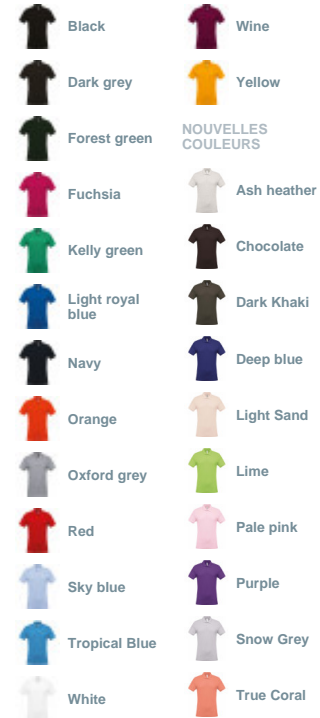 Black
Dark grey
Forest green
Fuchsia
Kelly green
Light royal
blue
Navy
Orange
Oxford grey
Red
Sky blue
Tropical Blue
White
Wine
Yellow
NOUVELLES
COULEURS
Ash heather
Chocolate
Dark Khaki
Deep blue
Light Sand
Lime
Pale pink
Purple
Snow Grey
True Coral